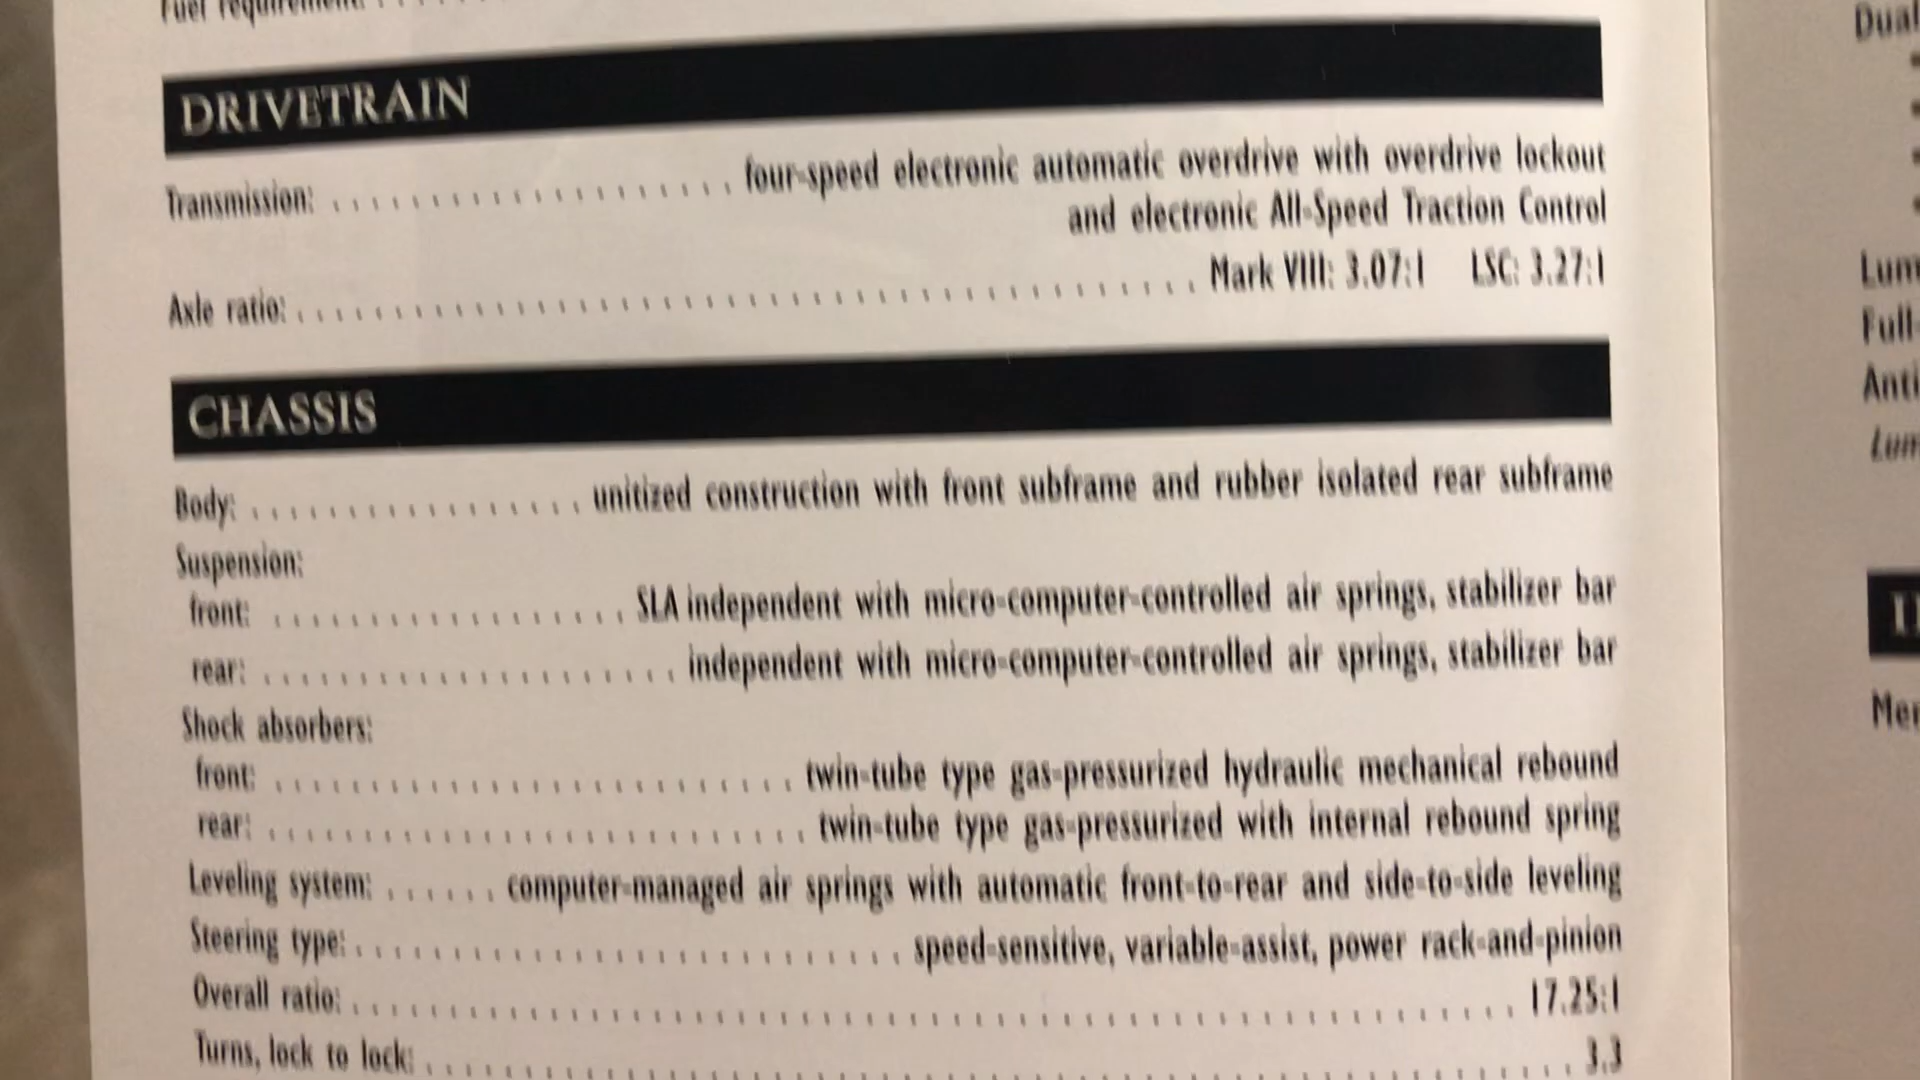 Fuel requirement:
DRIVETRAIN
Transmission: . . . . . . . . . . . . . . . . . . . . . four-speed electronic automatic overdrive with overdrive lockout
and electronic All-Speed Traction Control
Axle ratio: . . . . . . . . . . . . . . . . . . . . . . . . . . . . . . . . . . Mark VIII: 3.07:1 LSC: 3.27:1
CHASSIS
Body: . . . . . . . . . . . . . . . . . unitized construction with front subframe and rubber isolated rear subframe
Suspension:
front: . . . . . . . . . . . . . . . . . . SLA independent with micro-computer-controlled air springs, stabilizer bar
rear: . . . . . . . . . . . . . . . . . . . . . independent with micro-computer-controlled air springs, stabilizer bar
Shock absorbers:
front: . . . . . . . . . . . . . . . . . . . . . . . . . . twin-tube type gas-pressurized hydraulic mechanical rebound
rear: . . . . . . . . . . . . . . . . . . . . . . . . . . . twin-tube type gas-pressurized with internal rebound spring
Leveling system: . . . . . . computer-managed air springs with automatic front-to-rear and side-to-side leveling
Steering type: . . . . . . . . . . . . . . . . . . . . . . . . . . . speed-sensitive, variable-assist, power rack-and-pinion
Overall ratio: . . . . . . . . . . . . . . . . . . . . . . . . . . . . . . . . . . . . . . . . . . . . . . . . . . . . . . . . 17.25:1
Turns, lock to lock: . . . . . . . . . . . . . . . . . . . . . . . . . . . . . . . . . . . . . . . . . . . . . . . . . . . . . . 3.3
Dual
Full-
Anti